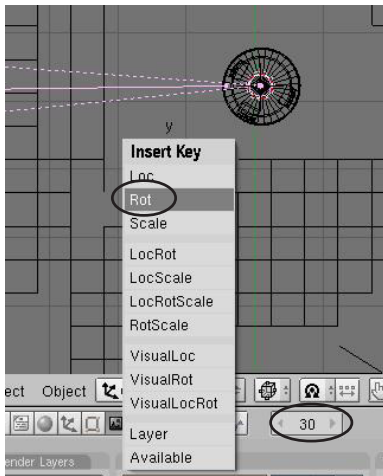 y
Insert Key
Loc
Rot
Scale
LocRot
LocScale
LocRotScale
RotScale
VisualLoc
VisualRot
VisualLocRot
Layer
Available
ect Object
30
ender Layers